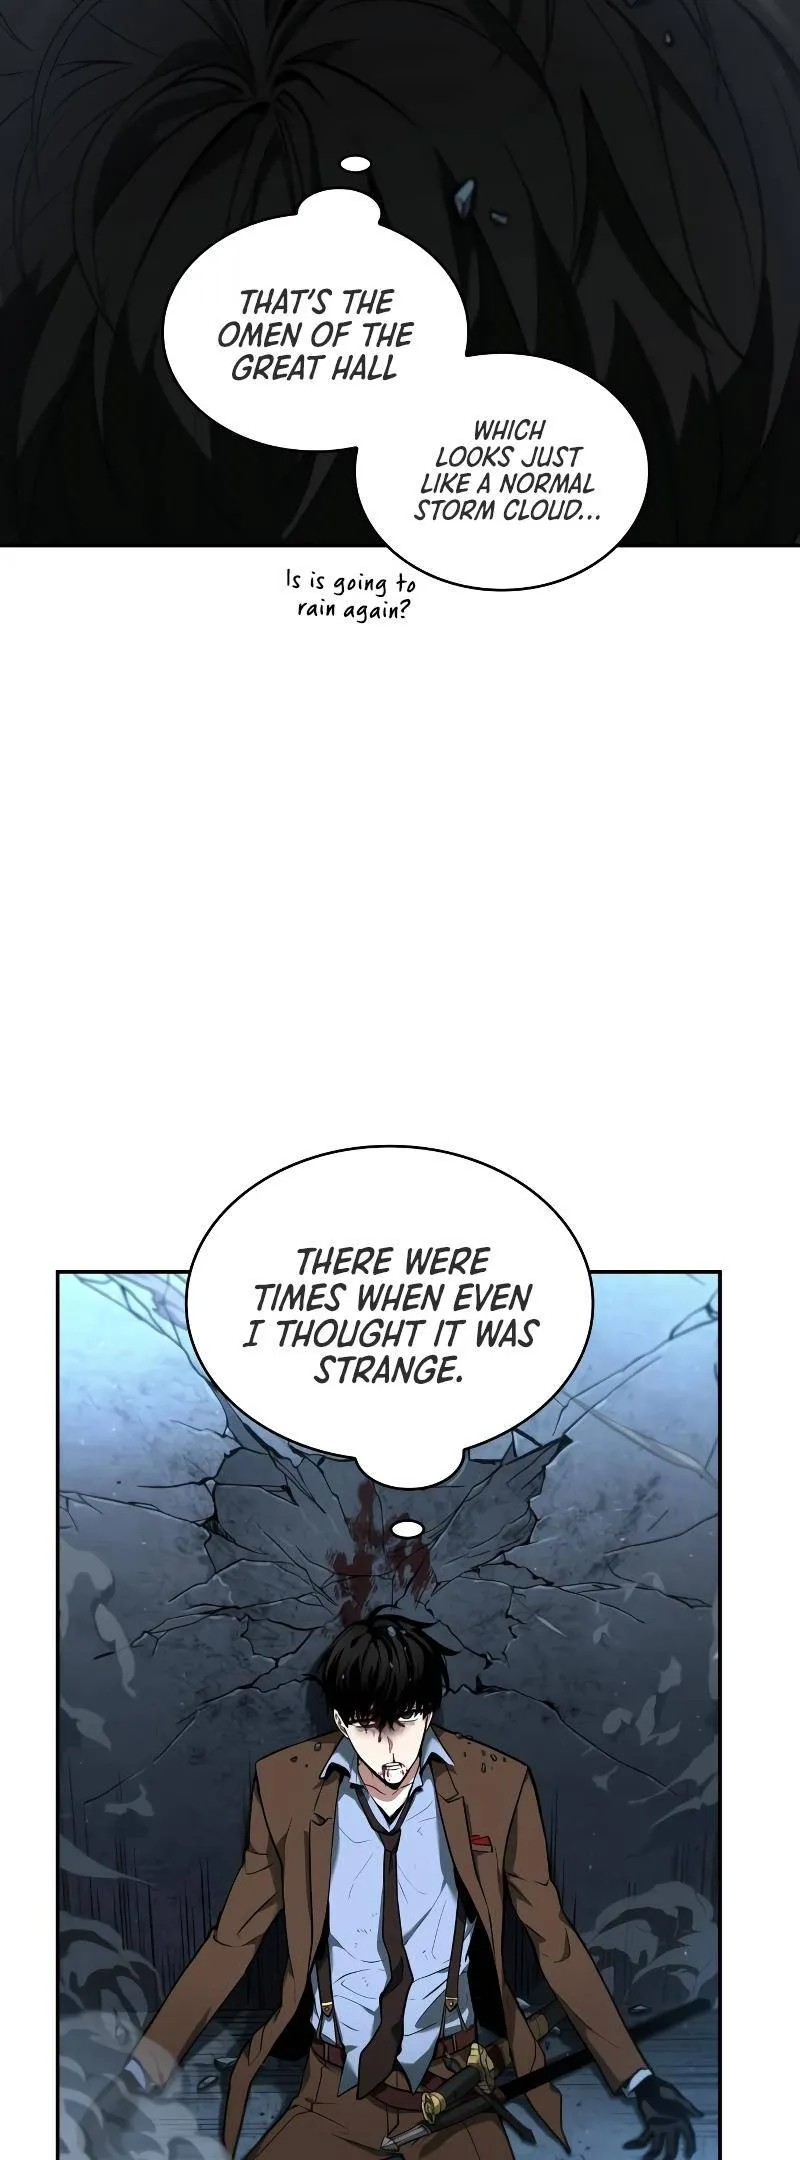 THAT'S THE
OMEN OF THE
GREAT HALL
WHICH
LOOKS JUST
LIKE A NORMAL
STORM CLOUD...
Is is going to
rain again?
THERE WERE
TIMES WHEN EVEN
I THOUGHT IT WAS
STRANGE.